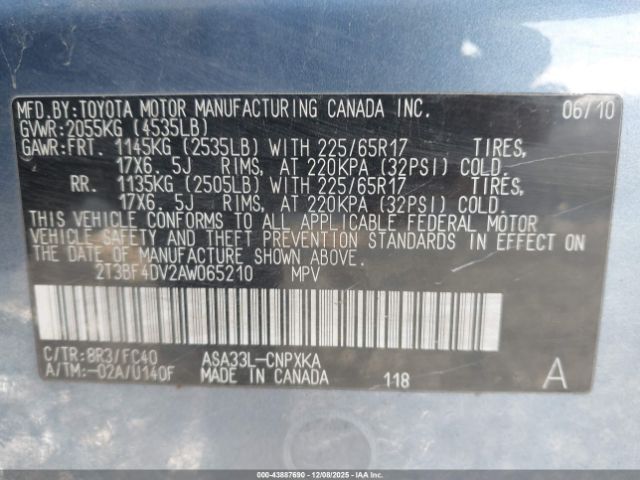 MFD.BY:TOYOTA MOTOR MANUFACTURING CANADA INC. 06/10
GVWR:2055KG (4535LB)
GAWR:FRT. 1145KG (2535LB) WITH 225/65R17 TIRES,
17X6. 5J RIMS, AT 220KPA (32PSI) COLD.
RR. 1135KG (2505LB) WITH 225/65R17 TIRES,
17X6. 5J RIMS, AT 220KPA (32PSI) COLD.
THIS VEHICLE CONFORMS TO ALL APPLICABLE FEDERAL MOTOR
VEHICLE SAFETY AND THEFT PREVENTION STANDARDS IN EFFECT ON
THE DATE OF MANUFACTURE SHOWN ABOVE.
2T3BF4DV2AW065210 MPV
C/TR:8R3/FC40 ASA33L-CNPXKA
A/TM:-02A/U140F MADE IN CANADA 118 A
000-43887690 - 12/08/2025 - IAAI.COM